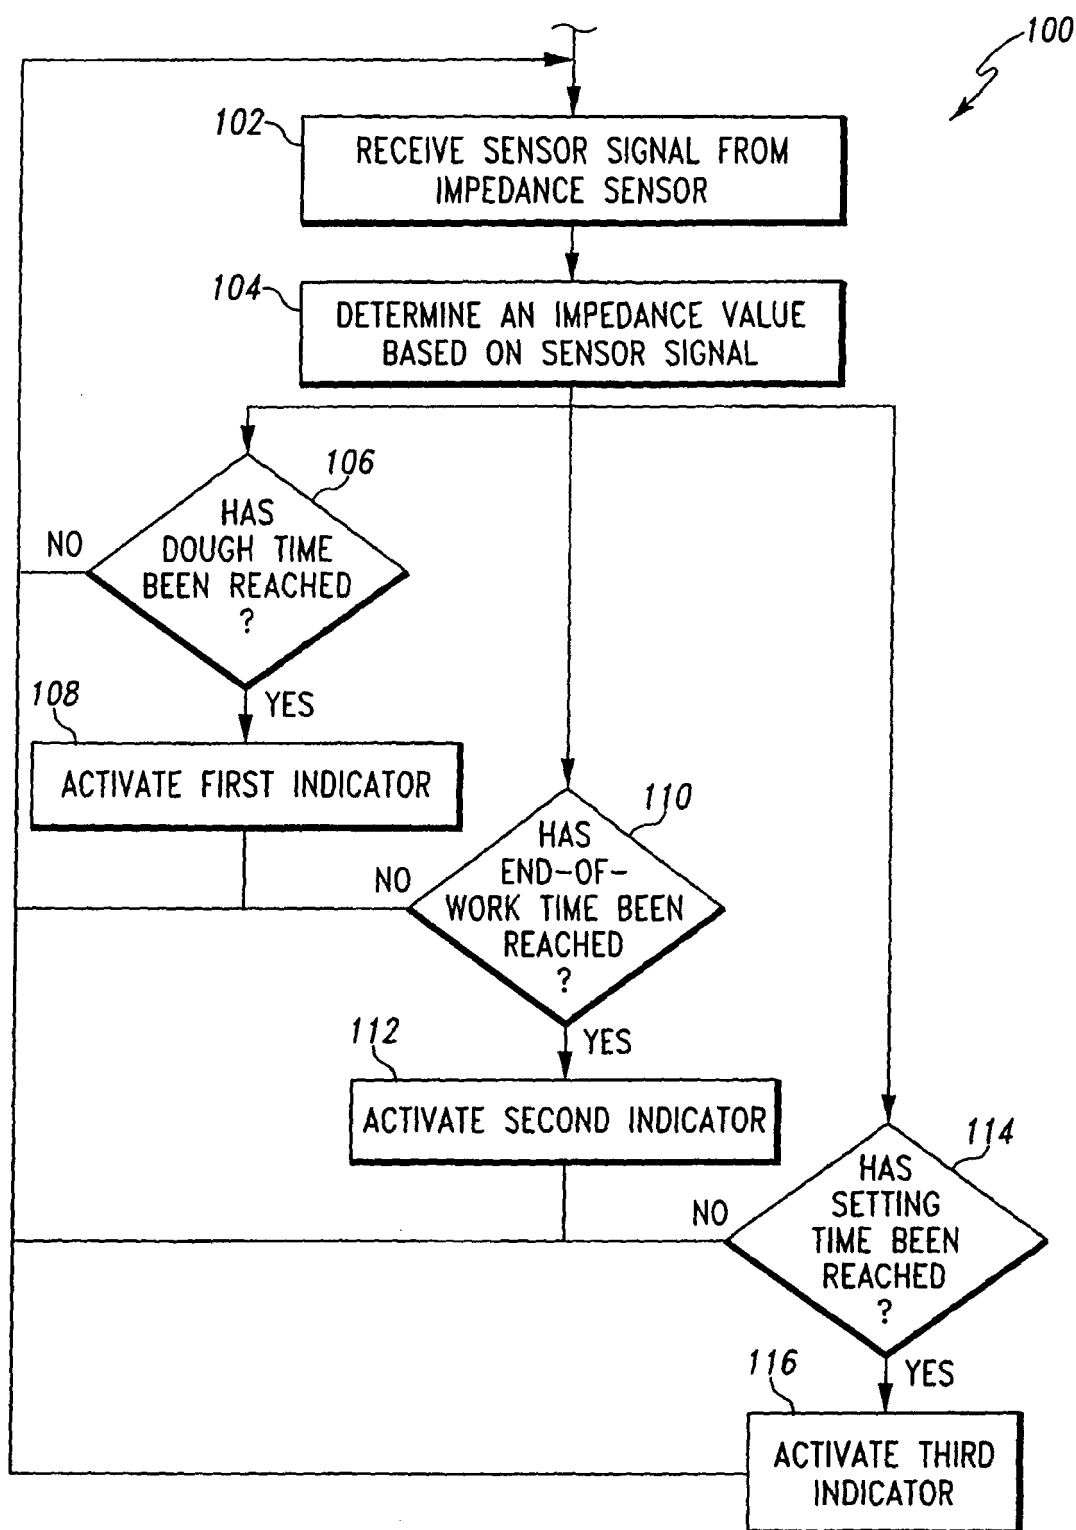 100
102
RECEIVE SENSOR SIGNAL FROM
IMPEDANCE SENSOR
104
DETERMINE AN IMPEDANCE VALUE
BASED ON SENSOR SIGNAL
106
HAS
DOUGH TIME
BEEN REACHED
?
NO
YES
108
ACTIVATE FIRST INDICATOR
110
HAS
END-OF-
WORK TIME BEEN
REACHED
?
NO
YES
112
ACTIVATE SECOND INDICATOR
114
HAS
SETTING
TIME BEEN
REACHED
?
NO
YES
116
ACTIVATE THIRD
INDICATOR